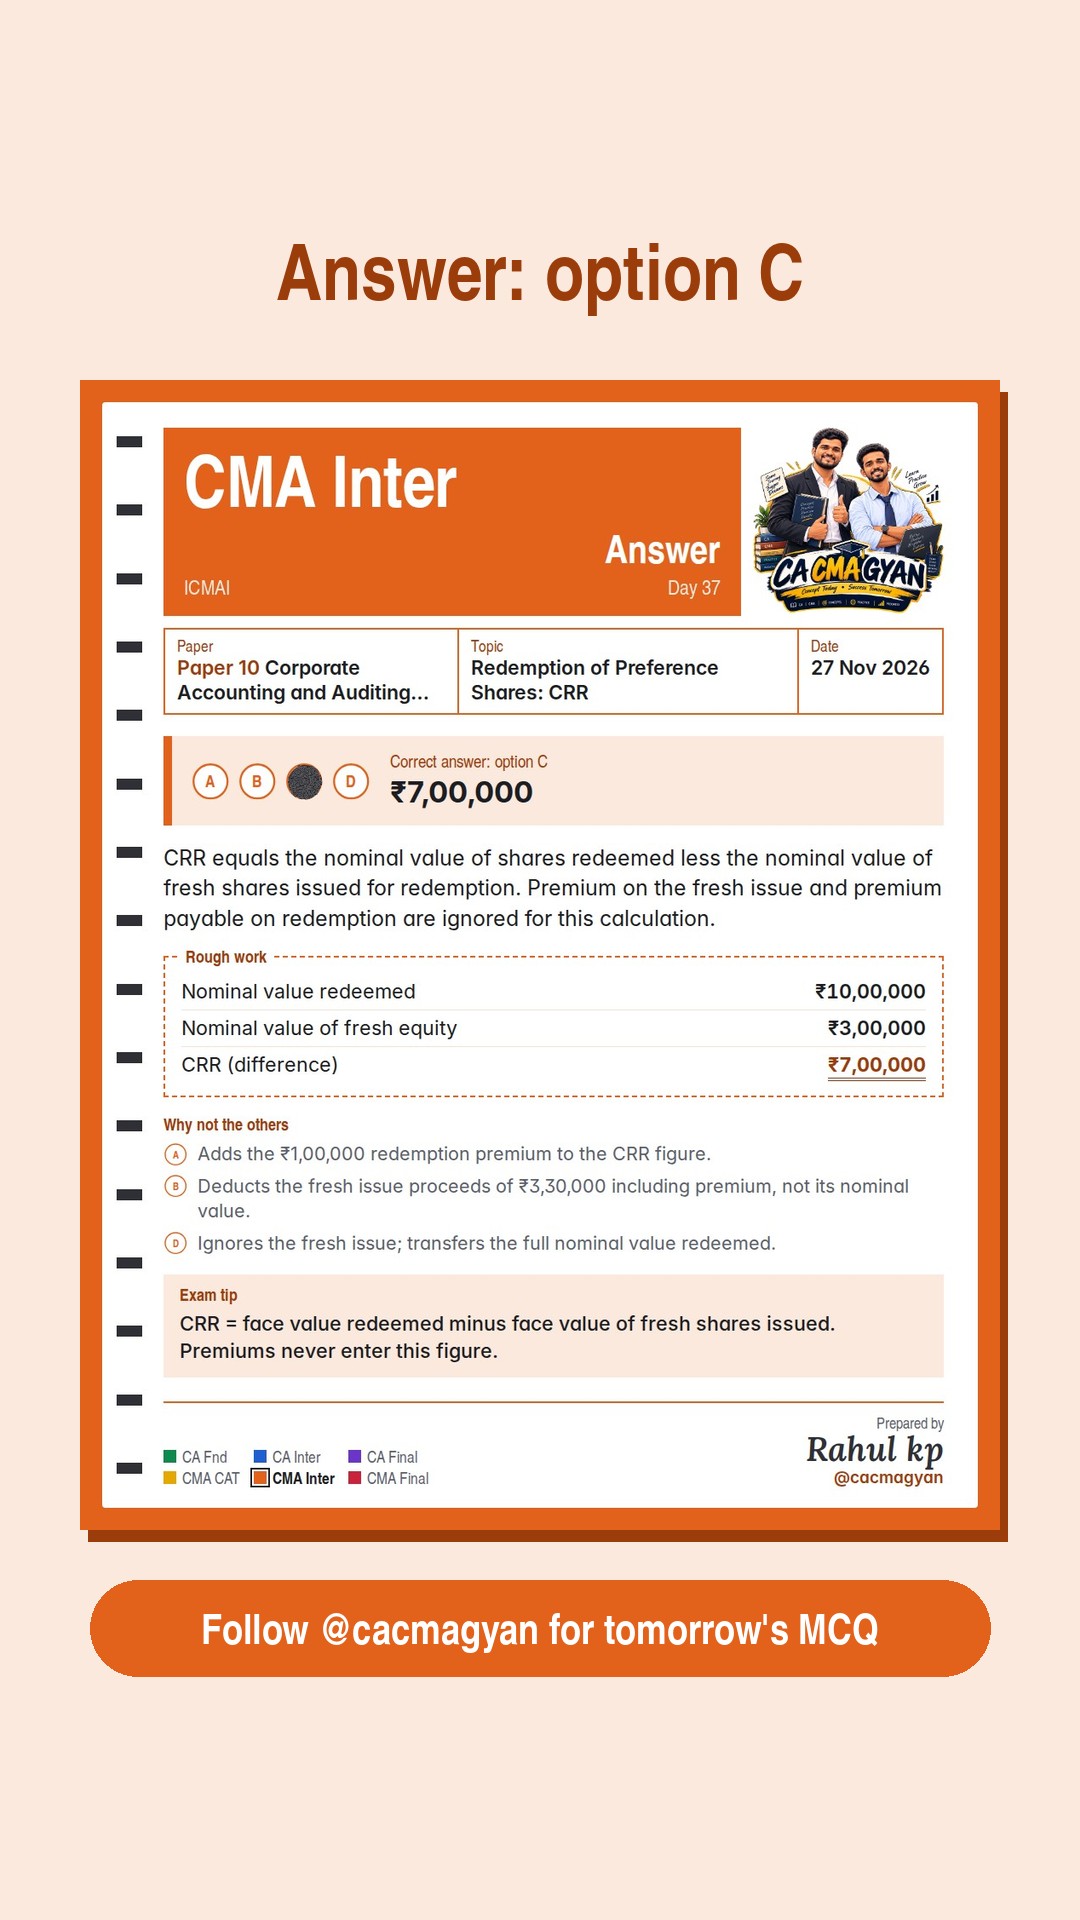 Answer: option C
CMA Inter
Answer
ICMAI
Day 37
CA CMA GYAN
Concept Today • Success Tomorrow
Paper
Paper 10 Corporate
Accounting and Auditing...
Topic
Redemption of Preference
Shares: CRR
Date
27 Nov 2026
A B D
Correct answer: option C
₹7,00,000
CRR equals the nominal value of shares redeemed less the nominal value of
fresh shares issued for redemption. Premium on the fresh issue and premium
payable on redemption are ignored for this calculation.
Rough work
Nominal value redeemed ₹10,00,000
Nominal value of fresh equity ₹3,00,000
CRR (difference) ₹7,00,000
Why not the others
A Adds the ₹1,00,000 redemption premium to the CRR figure.
B Deducts the fresh issue proceeds of ₹3,30,000 including premium, not its nominal
value.
D Ignores the fresh issue; transfers the full nominal value redeemed.
Exam tip
CRR = face value redeemed minus face value of fresh shares issued.
Premiums never enter this figure.
CA Fnd CA Inter CA Final
CMA CAT CMA Inter CMA Final
Prepared by
Rahul kp
@cacmagyan
Follow @cacmagyan for tomorrow's MCQ